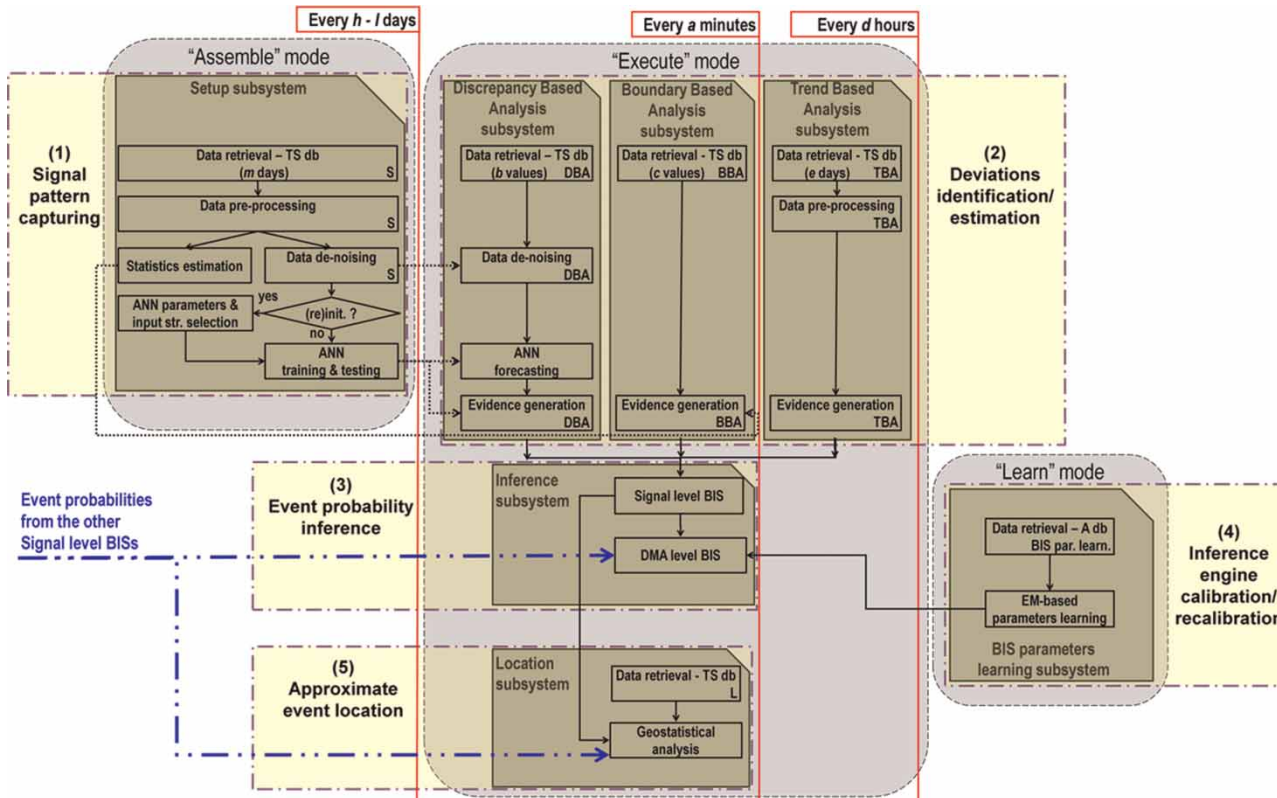 Every h - l days
Every a minutes
Every d hours
“Assemble” mode
“Execute” mode
Setup subsystem
Discrepancy Based
Analysis
subsystem
Boundary Based
Analysis
subsystem
Trend Based
Analysis
subsystem
(1)
Signal
pattern
capturing
Data retrieval – TS db
(m days)
S
Data pre-processing
S
Statistics estimation
Data de-noising
S
ANN parameters &
input str. selection
yes
(re)init. ?
no
ANN
training & testing
Data retrieval – TS db
(b values) DBA
Data de-noising
DBA
ANN
forecasting
Evidence generation
DBA
Data retrieval - TS db
(c values) BBA
Evidence generation
BBA
Data retrieval - TS db
(e days) TBA
Data pre-processing
TBA
Evidence generation
TBA
(2)
Deviations
identification/
estimation
(3)
Event probability
inference
Inference
subsystem
Signal level BIS
DMA level BIS
Event probabilities
from the other
Signal level BISs
“Learn” mode
Data retrieval – A db
BIS par. learn.
EM-based
parameters learning
BIS parameters
learning subsystem
(4)
Inference
engine
calibration/
recalibration
(5)
Approximate
event location
Location
subsystem
Data retrieval - TS db
L
Geostatistical
analysis